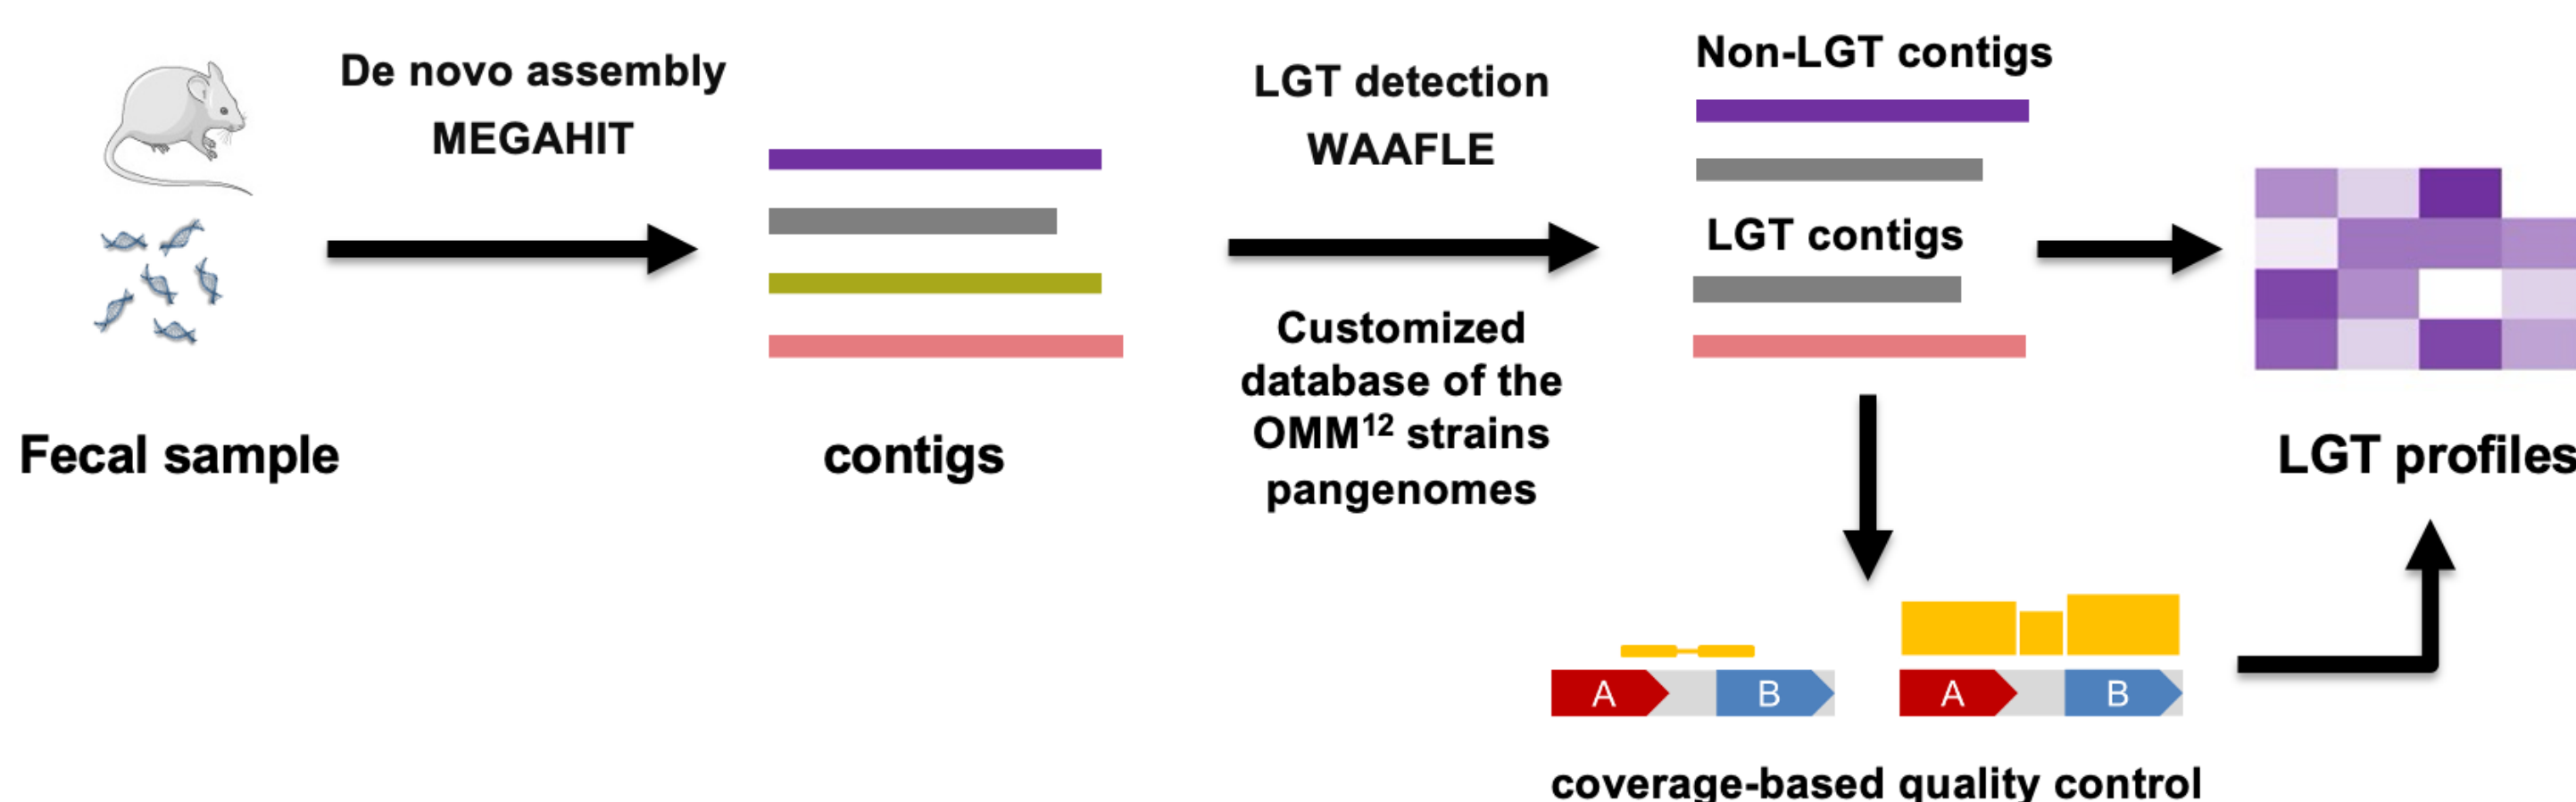 De novo assembly
MEGAHIT
Fecal sample
contigs
LGT detection
WAAFLE
Customized
database of the
OMM¹² strains
pangenomes
Non-LGT contigs
LGT contigs
LGT profiles
A
B
A
B
coverage-based quality control